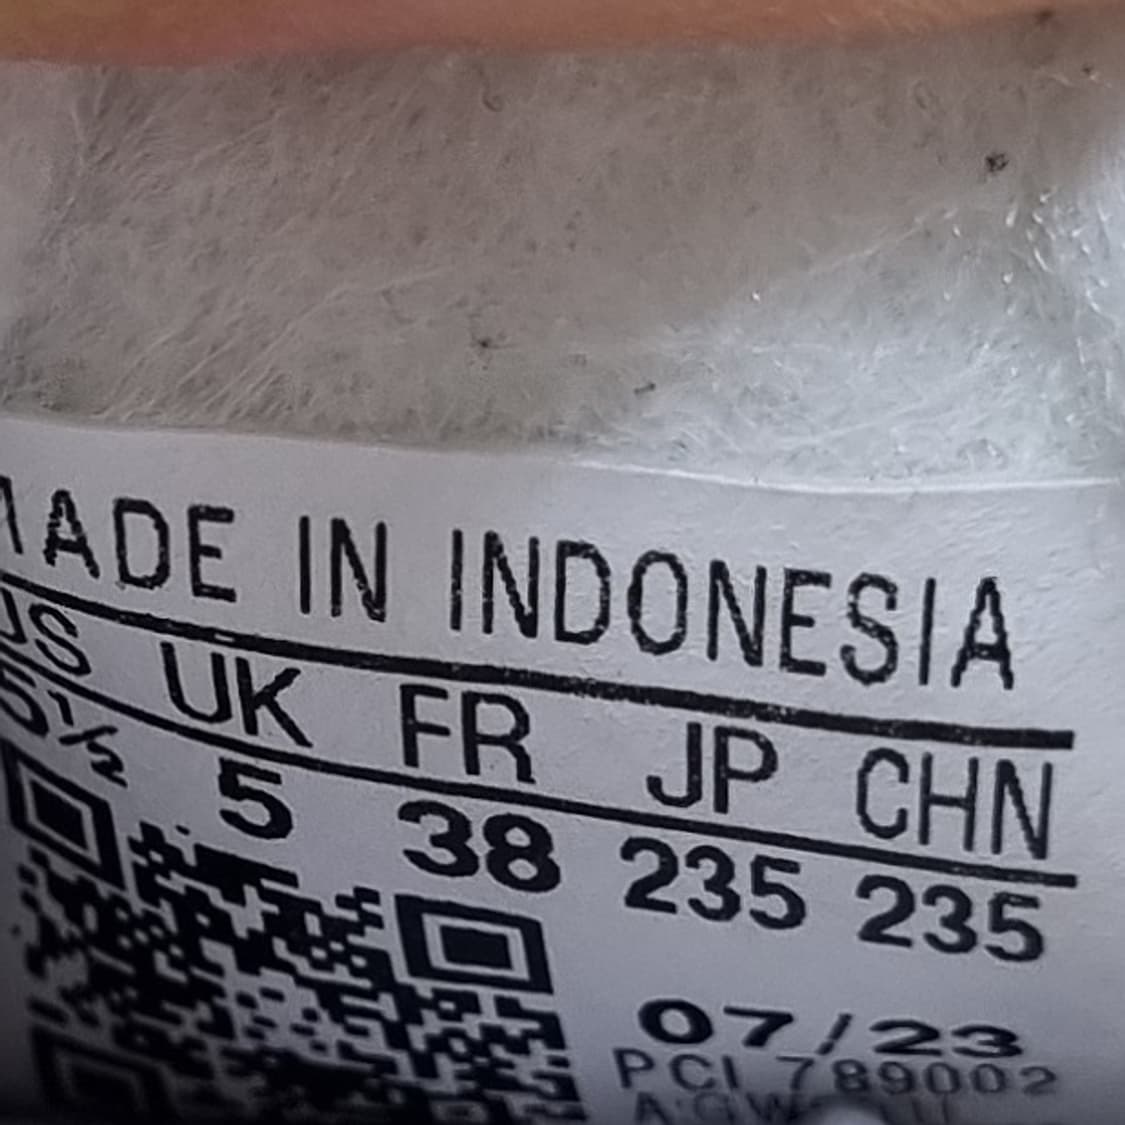 MADE IN INDONESIA
US UK FR JP CHN
5½ 5 38 235 235
07/23
PCI 789002